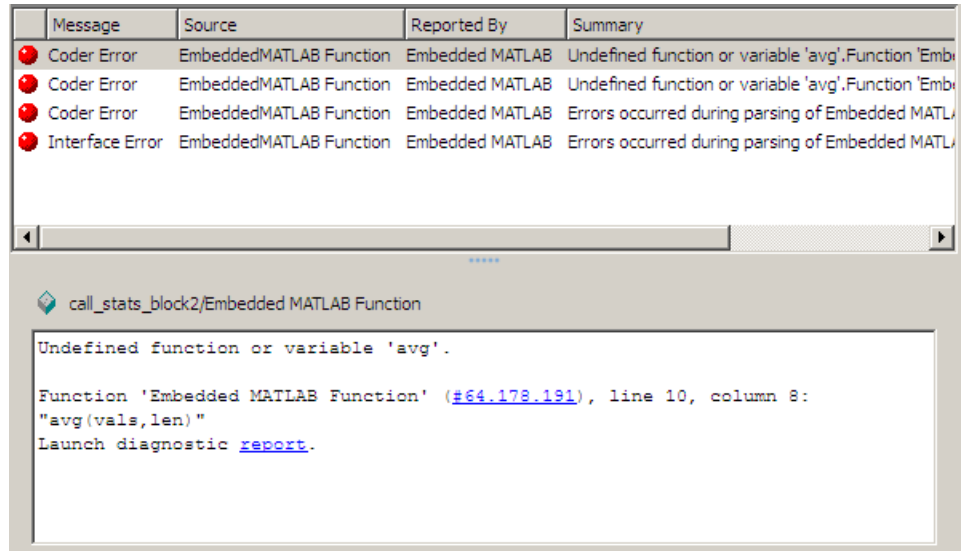 Message Source Reported By Summary
Coder Error EmbeddedMATLAB Function Embedded MATLAB Undefined function or variable 'avg'.Function 'Emb
Coder Error EmbeddedMATLAB Function Embedded MATLAB Undefined function or variable 'avg'.Function 'Emb
Coder Error EmbeddedMATLAB Function Embedded MATLAB Errors occurred during parsing of Embedded MATL
Interface Error EmbeddedMATLAB Function Embedded MATLAB Errors occurred during parsing of Embedded MATL
call_stats_block2/Embedded MATLAB Function
Undefined function or variable 'avg'.
Function 'Embedded MATLAB Function' (#64.178.191), line 10, column 8:
"avg(vals,len)"
Launch diagnostic report.